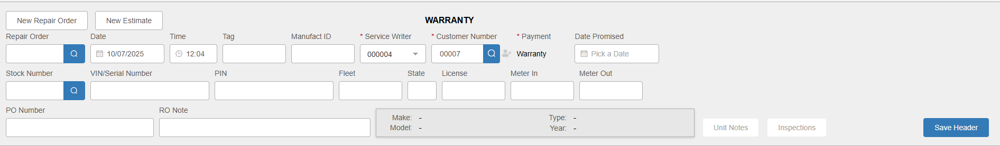 New Repair Order New Estimate WARRANTY
Repair Order Date Time Tag Manufact ID * Service Writer * Customer Number * Payment Date Promised
10/07/2025 12:04 000004 00007 Warranty Pick a Date
Stock Number VIN/Serial Number PIN Fleet State License Meter In Meter Out
PO Number RO Note
Make: - Type: -
Model: - Year: -
Unit Notes Inspections Save Header